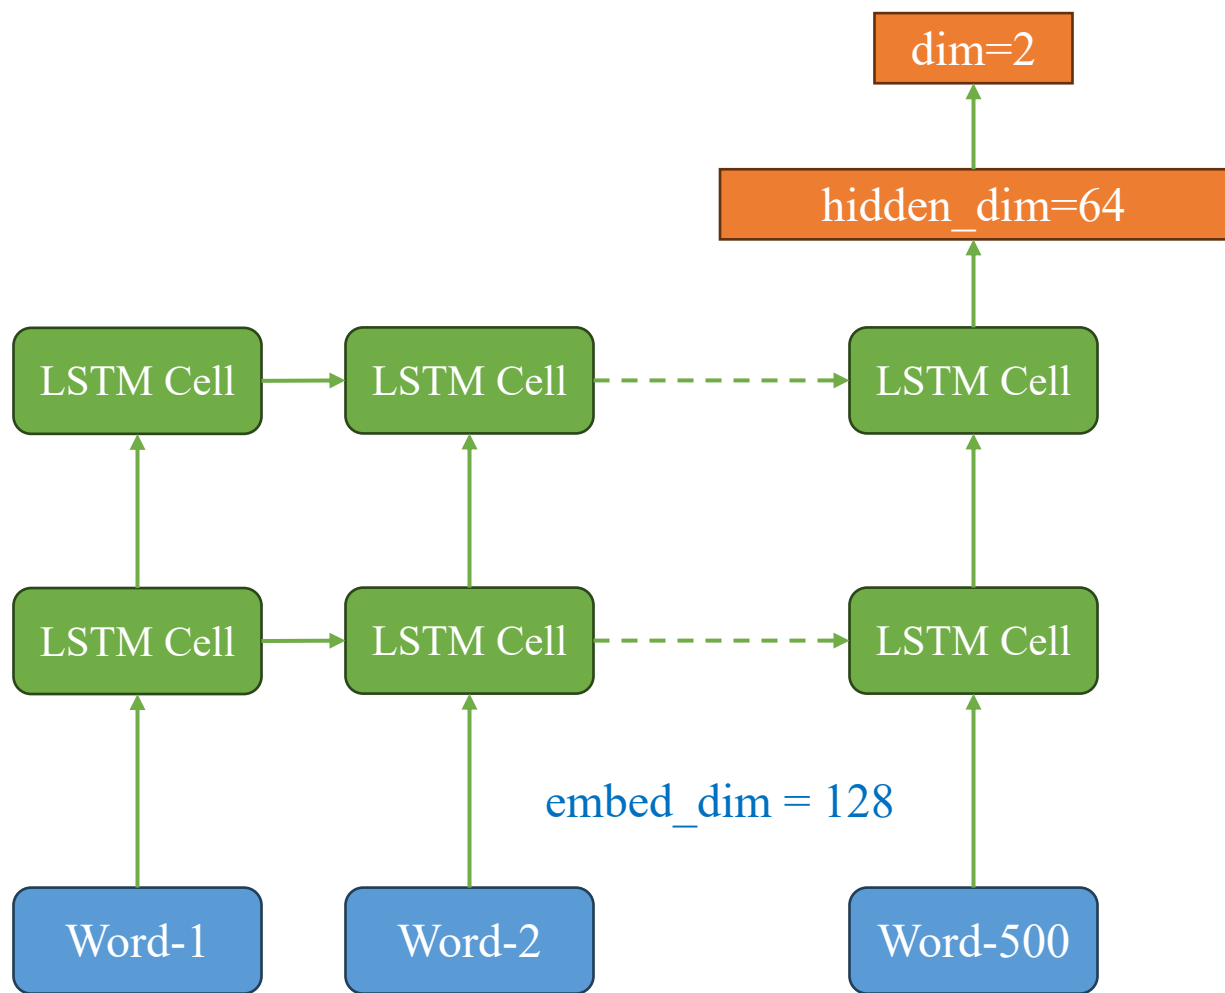 dim=2
hidden_dim=64
LSTM Cell
LSTM Cell
LSTM Cell
LSTM Cell
LSTM Cell
LSTM Cell
embed_dim = 128
Word-1
Word-2
Word-500